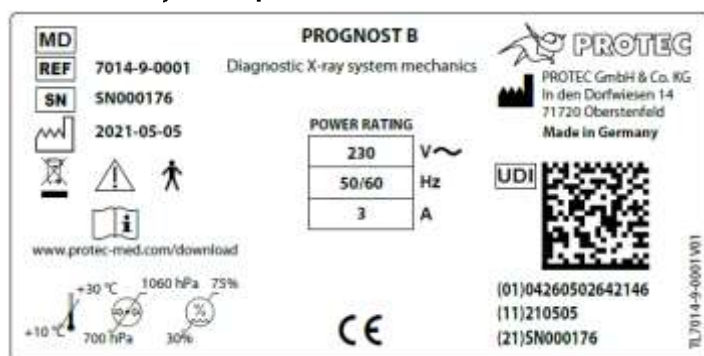 MD
REF 7014-9-0001
SN SN000176
2021-05-05
www.protec-med.com/download
+30 °C
+10 °C
1060 hPa
700 hPa
75%
%
30%
PROGNOST B
Diagnostic X-ray system mechanics
POWER RATING
230 V
50/60 Hz
3 A
CE
PROTEC
PROTEC GmbH & Co. KG
In den Dorfwiesen 14
71720 Oberstenfeld
Made in Germany
UDI
(01)04260502642146
(11)210505
(21)SN000176
TL7014-9-0001 V01